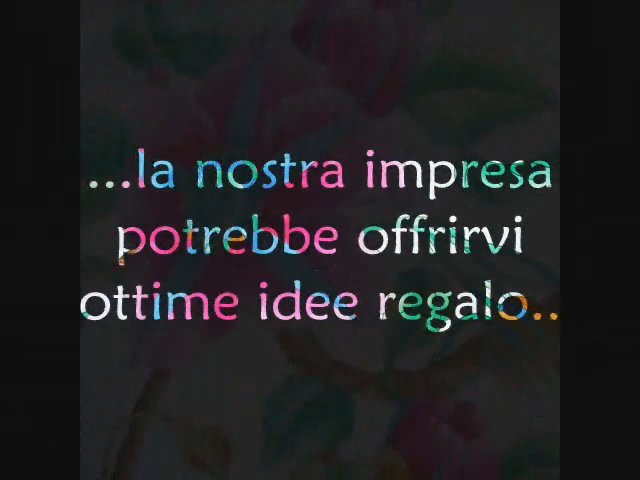 ...la nostra impresa
potrebbe offrirvi
ottime idee regalo..